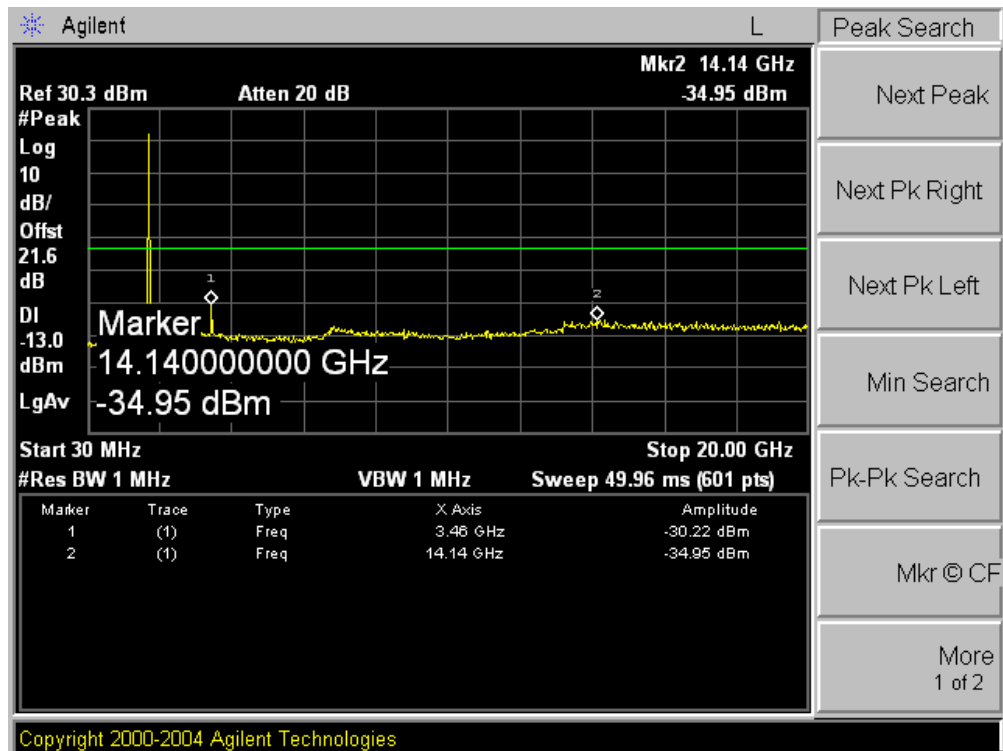 Agilent L Peak Search
Mkr2 14.14 GHz
Ref 30.3 dBm Atten 20 dB -34.95 dBm
#Peak
Log
10
dB/
Offst
21.6
dB
DI
-13.0
dBm
LgAv
1
2
Marker
14.140000000 GHz
-34.95 dBm
Start 30 MHz Stop 20.00 GHz
#Res BW 1 MHz VBW 1 MHz Sweep 49.96 ms (601 pts)
Marker Trace Type X Axis Amplitude
1 (1) Freq 3.46 GHz -30.22 dBm
2 (1) Freq 14.14 GHz -34.95 dBm
Next Peak
Next Pk Right
Next Pk Left
Min Search
Pk-Pk Search
Mkr © CF
More
1 of 2
Copyright 2000-2004 Agilent Technologies